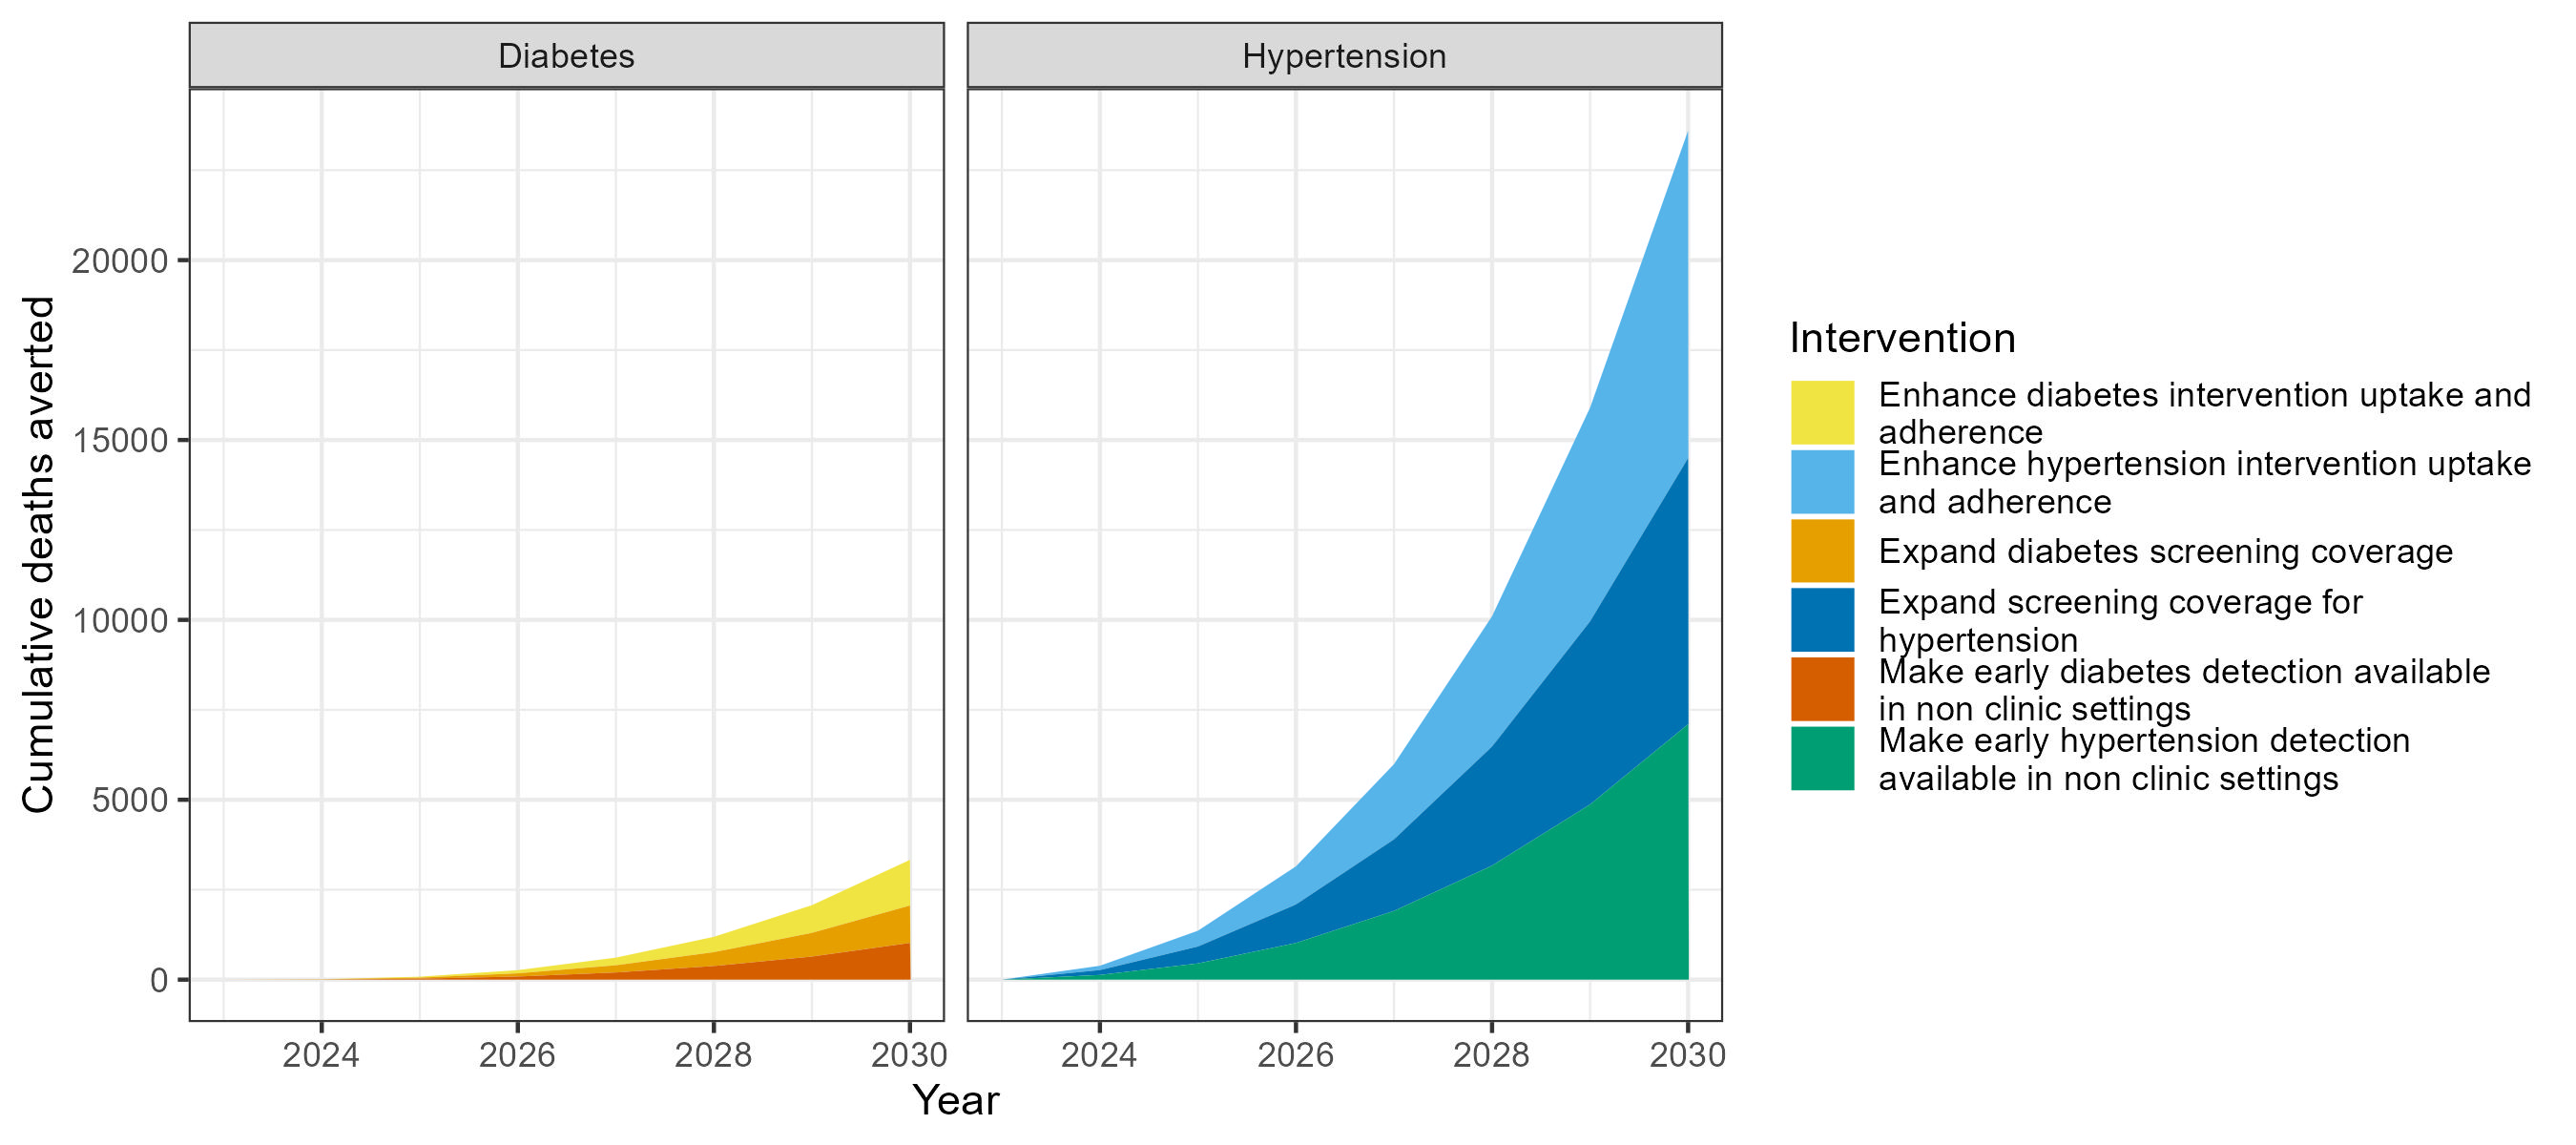 Diabetes
Hypertension
Cumulative deaths averted
20000
15000
10000
5000
0
2024
2026
2028
2030
2024
2026
2028
2030
Year
Intervention
Enhance diabetes intervention uptake and
adherence
Enhance hypertension intervention uptake
and adherence
Expand diabetes screening coverage
Expand screening coverage for
hypertension
Make early diabetes detection available
in non clinic settings
Make early hypertension detection
available in non clinic settings